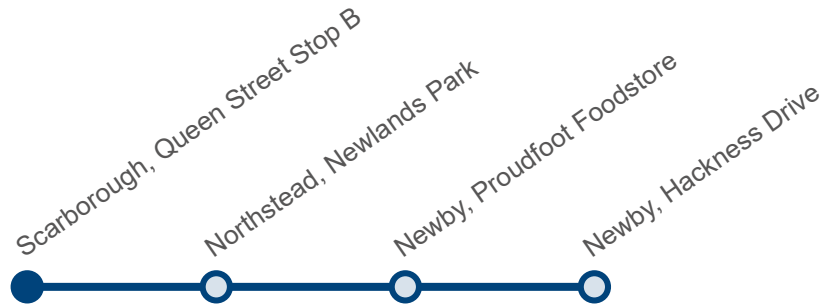 Scarborough, Queen Street Stop B
Northstead, Newlands Park
Newby, Proudfoot Foodstore
Newby, Hackness Drive